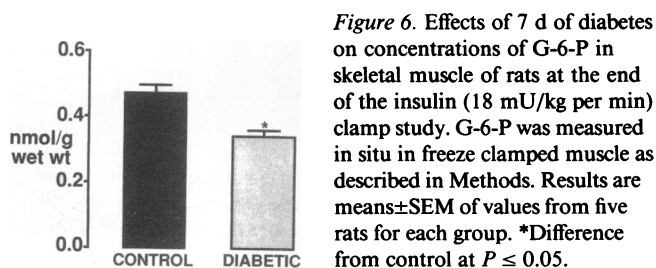 0.6
0.4
nmol/g
wet wt
0.2
0.0
*
CONTROL DIABETIC
Figure 6. Effects of 7 d of diabetes
on concentrations of G-6-P in
skeletal muscle of rats at the end
of the insulin (18 mU/kg per min)
clamp study. G-6-P was measured
in situ in freeze clamped muscle as
described in Methods. Results are
means±SEM of values from five
rats for each group. *Difference
from control at P ≤ 0.05.